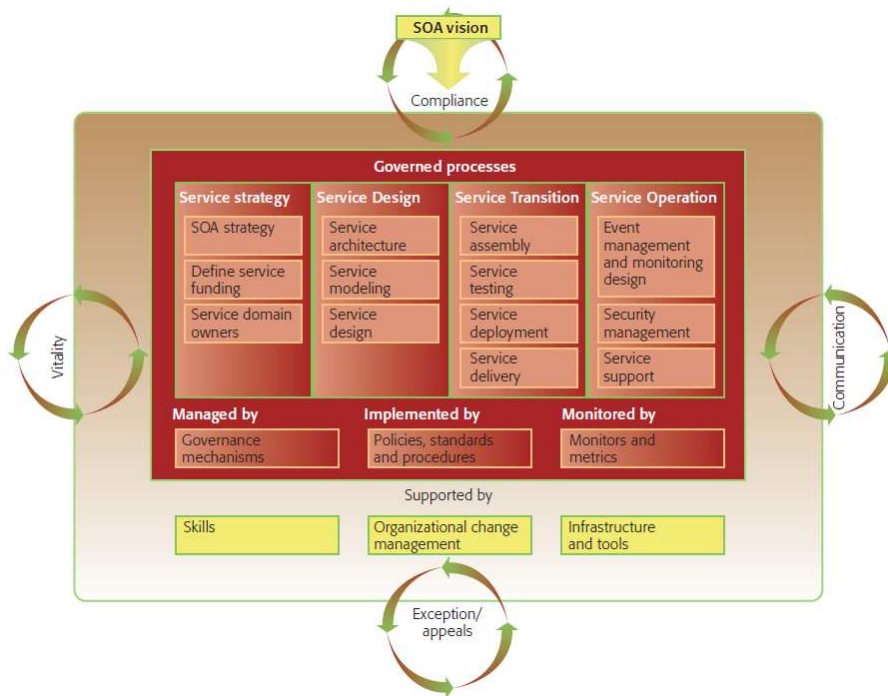 SOA vision
Compliance
Governed processes
Service strategy
SOA strategy
Define service
funding
Service domain
owners
Service Design
Service
architecture
Service
modeling
Service
design
Service Transition
Service
assembly
Service
testing
Service
deployment
Service
delivery
Service Operation
Event
management
and monitoring
design
Security
management
Service
support
Vitality
Communication
Managed by
Governance
mechanisms
Implemented by
Policies, standards
and procedures
Monitored by
Monitors and
metrics
Supported by
Skills
Organizational change
management
Infrastructure
and tools
Exception/
appeals